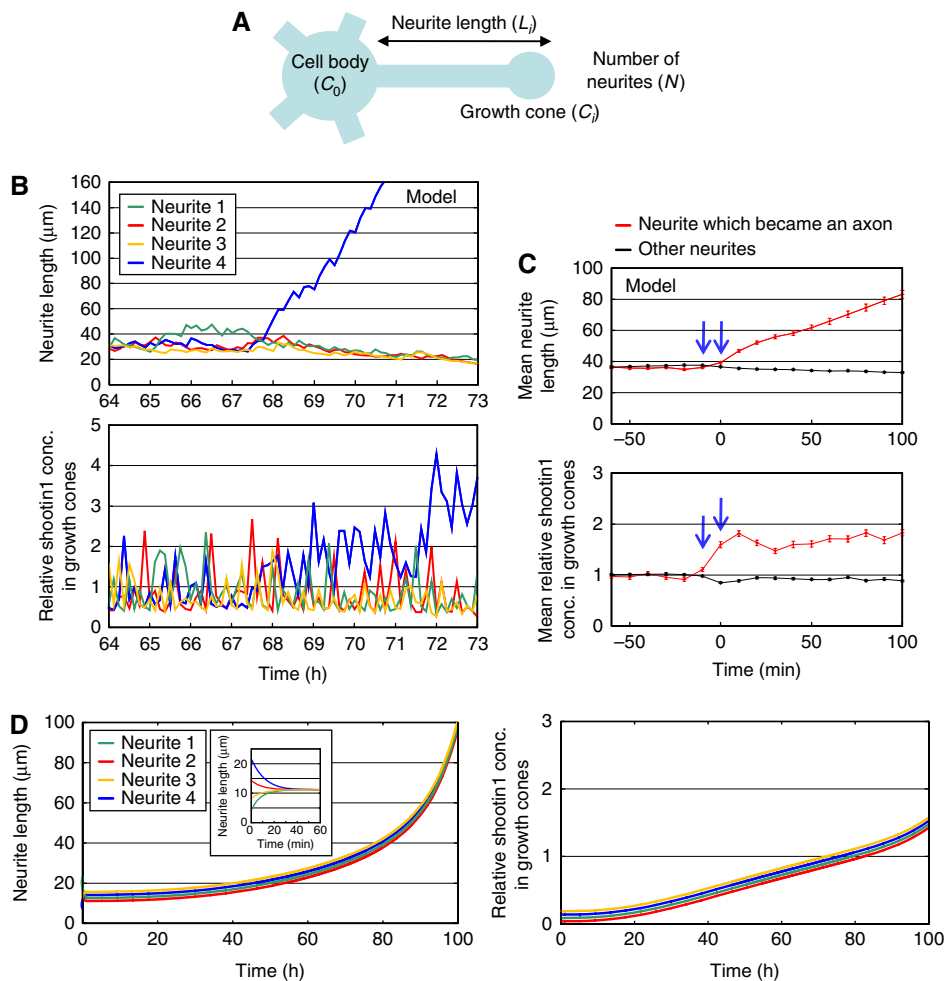 A
Neurite length (Li)
Cell body
(C0)
Number of
neurites (N)
Growth cone (Ci)
B
Neurite length (µm)
160
140
120
100
80
60
40
20
0
Neurite 1
Neurite 2
Neurite 3
Neurite 4
Model
64 65 66 67 68 69 70 71 72 73
Relative shootin1 conc.
in growth cones
5
4
3
2
1
0
64 65 66 67 68 69 70 71 72 73
Time (h)
Neurite which became an axon
Other neurites
C
Mean neurite
length (µm)
100
80
60
40
20
0
Model
–50 0 50 100
Mean relative shootin1
conc. in growth cones
3
2
1
0
–50 0 50 100
Time (min)
D
Neurite length (µm)
100
80
60
40
20
0
Neurite 1
Neurite 2
Neurite 3
Neurite 4
Neurite length (µm)
20
10
0
0 20 40 60
Time (min)
0 20 40 60 80 100
Time (h)
Relative shootin1 conc.
in growth cones
3
2
1
0
0 20 40 60 80 100
Time (h)